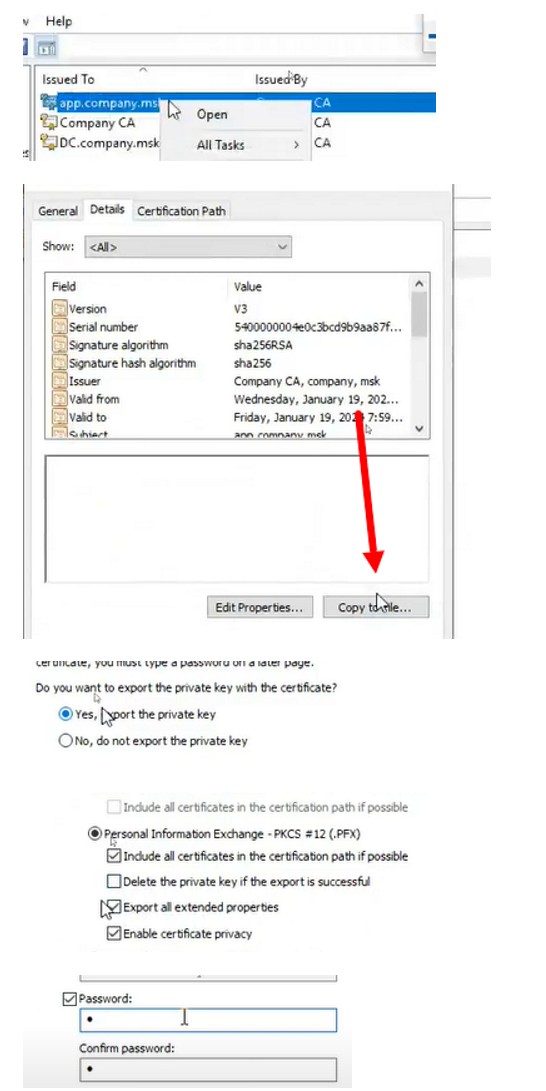 Help
Issued To Issued By
app.company.msk CA
Open
Company CA CA
DC.company.msk All Tasks CA
General Details Certification Path
Show: <All>
Field Value
Version V3
Serial number 5400000004e0c3bcd9b9aa87f...
Signature algorithm sha256RSA
Signature hash algorithm sha256
Issuer Company CA, company, msk
Valid from Wednesday, January 19, 202...
Valid to Friday, January 19, 202 7:59...
Subject app.company.msk
Edit Properties... Copy to File...
certificate, you must type a password on a later page.
Do you want to export the private key with the certificate?
Yes, export the private key
No, do not export the private key
Include all certificates in the certification path if possible
Personal Information Exchange - PKCS #12 (.PFX)
Include all certificates in the certification path if possible
Delete the private key if the export is successful
Export all extended properties
Enable certificate privacy
Password:
Confirm password: